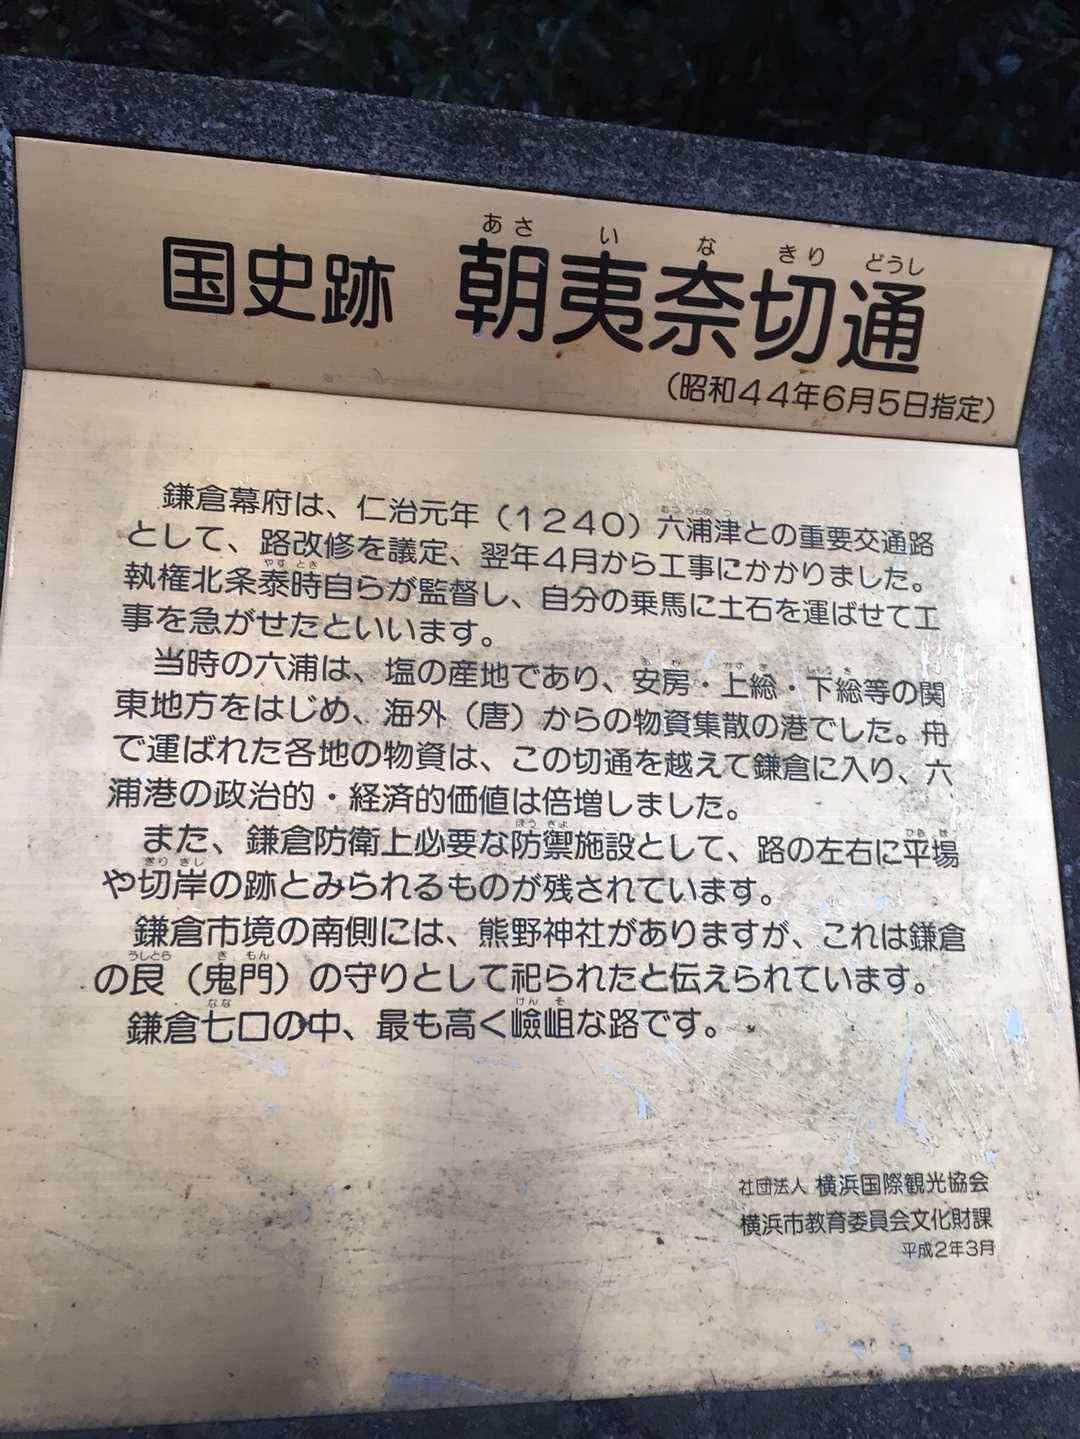 国史跡 朝夷奈切通
あさ い な きり どうし
(昭和44年6月5日指定)
鎌倉幕府は、仁治元年(1240)六浦津との重要交通路
として、路改修を議定、翌年4月から工事にかかりました。
執権北条泰時自らが監督し、自分の乗馬に土石を運ばせて工
事を急がせたといいます。
当時の六浦は、塩の産地であり、安房・上総・下総等の関
東地方をはじめ、海外(唐)からの物資集散の港でした。舟
で運ばれた各地の物資は、この切通を越えて鎌倉に入り、六
浦港の政治的・経済的価値は倍増しました。
また、鎌倉防衛上必要な防禦施設として、路の左右に平場
や切岸の跡とみられるものが残されています。
鎌倉市境の南側には、熊野神社がありますが、これは鎌倉
の艮(鬼門)の守りとして祀られたと伝えられています。
鎌倉七口の中、最も高く嶮岨な路です。
社団法人 横浜国際観光協会
横浜市教育委員会文化財課
平成2年3月